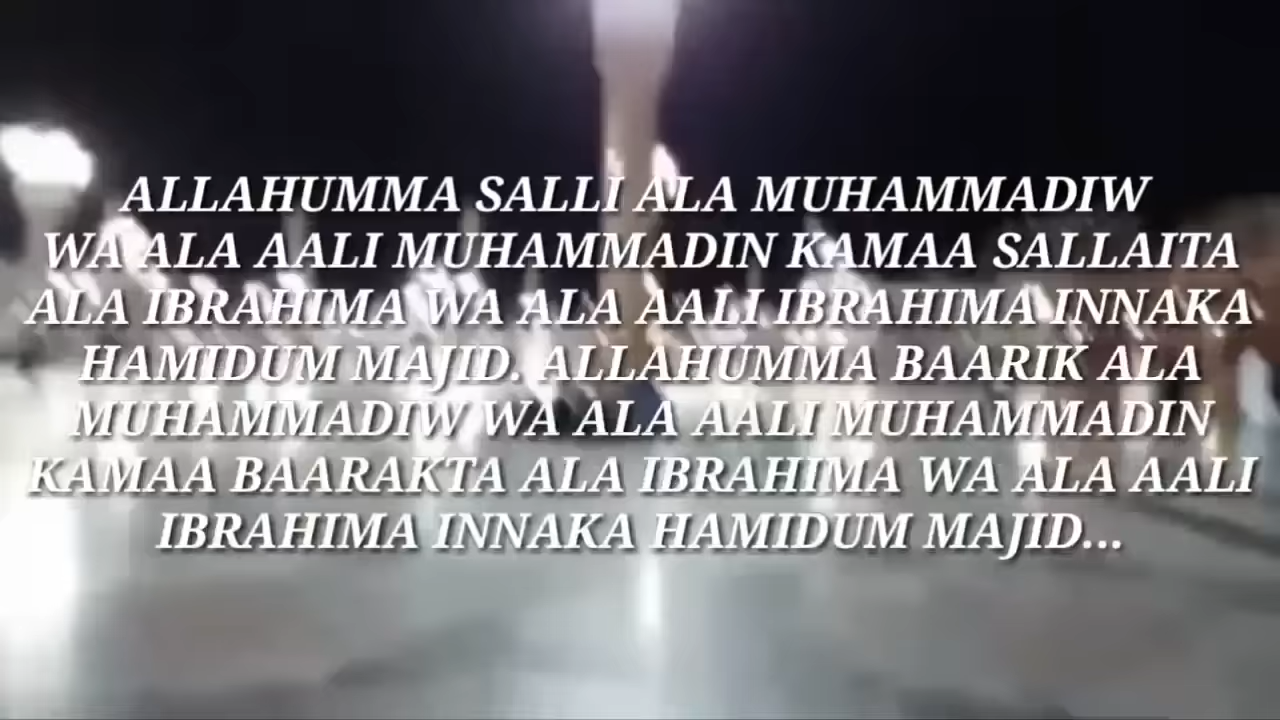 ALLAHUMMA SALLI ALA MUHAMMADIW
WA ALA AALI MUHAMMADIN KAMAA SALLAITA
ALA IBRAHIMA WA ALA AALI IBRAHIMA INNAKA
HAMIDUM MAJID. ALLAHUMMA BAARIK ALA
MUHAMMADIW WA ALA AALI MUHAMMADIN
KAMAA BAARAKTA ALA IBRAHIMA WA ALA AALI
IBRAHIMA INNAKA HAMIDUM MAJID...